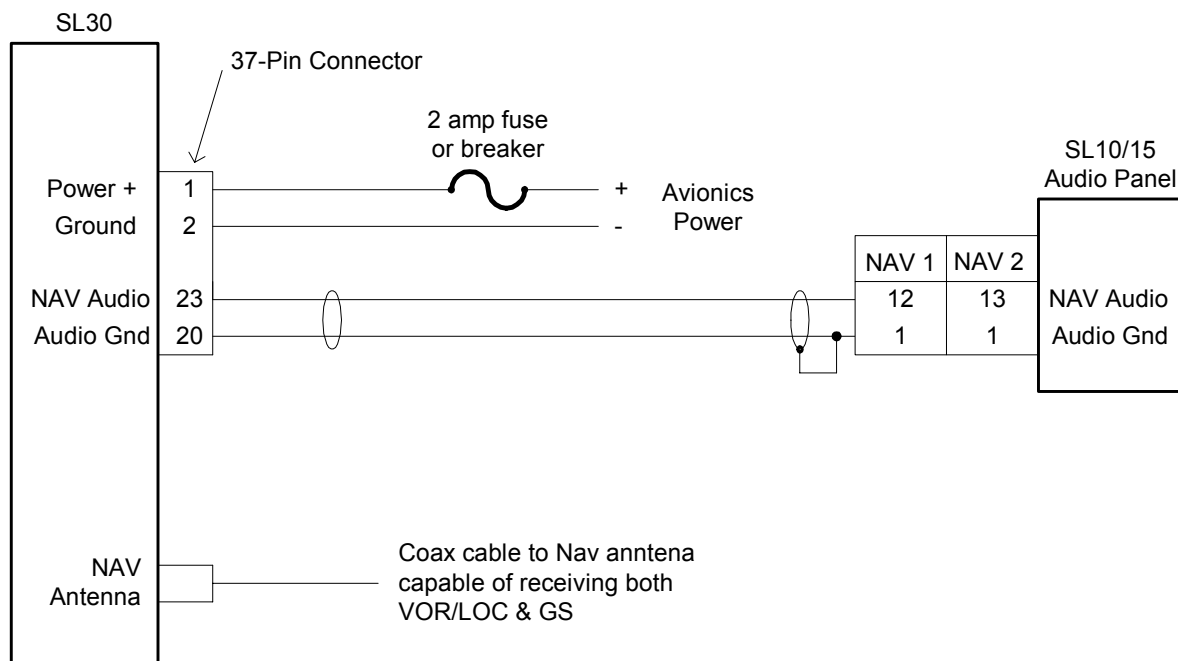 SL30
37-Pin Connector
2 amp fuse
or breaker
SL10/15
Audio Panel
Power + 1 + Avionics
Ground 2 - Power
NAV 1 NAV 2
NAV Audio 23 12 13 NAV Audio
Audio Gnd 20 1 1 Audio Gnd
NAV
Antenna
Coax cable to Nav anntena
capable of receiving both
VOR/LOC & GS